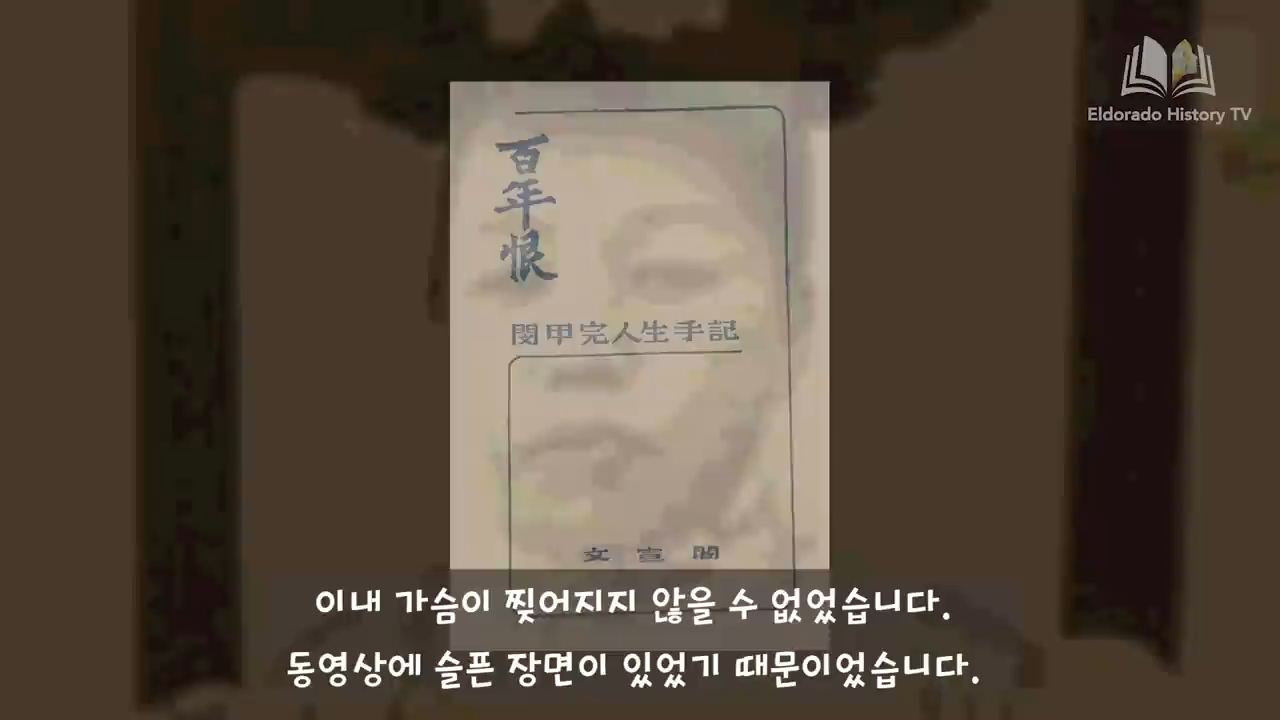 Eldorado History TV
百年恨
閔甲完人生手記
文宣閣
이내 가슴이 찢어지지 않을 수 없었습니다.
동영상에 슬픈 장면이 있었기 때문이었습니다.